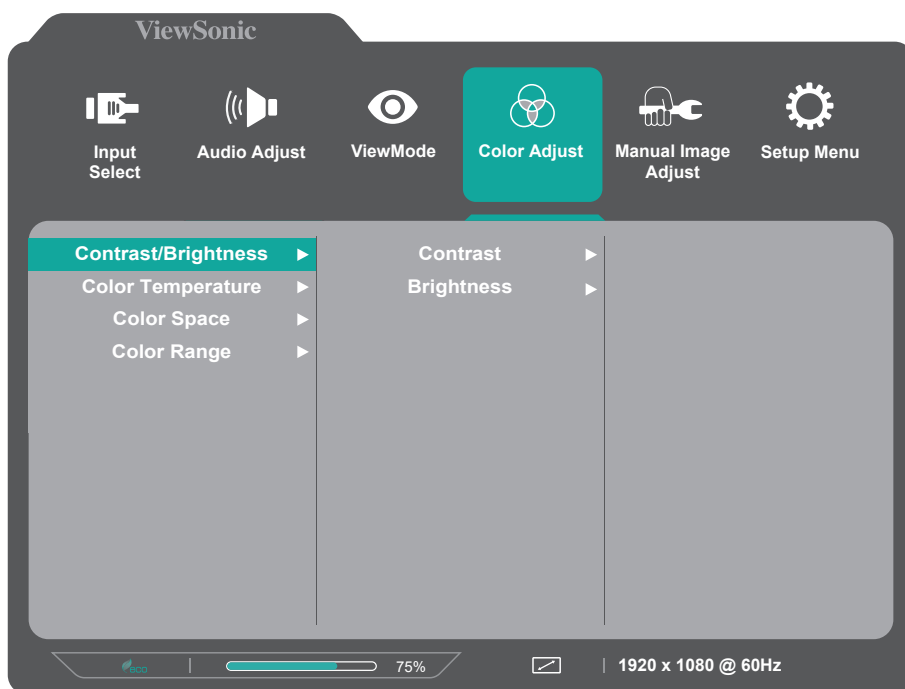 ViewSonic
Input Select
Audio Adjust
ViewMode
Color Adjust
Manual Image Adjust
Setup Menu
Contrast/Brightness
Contrast
Color Temperature
Brightness
Color Space
Color Range
eco
75%
1920 x 1080 @ 60Hz